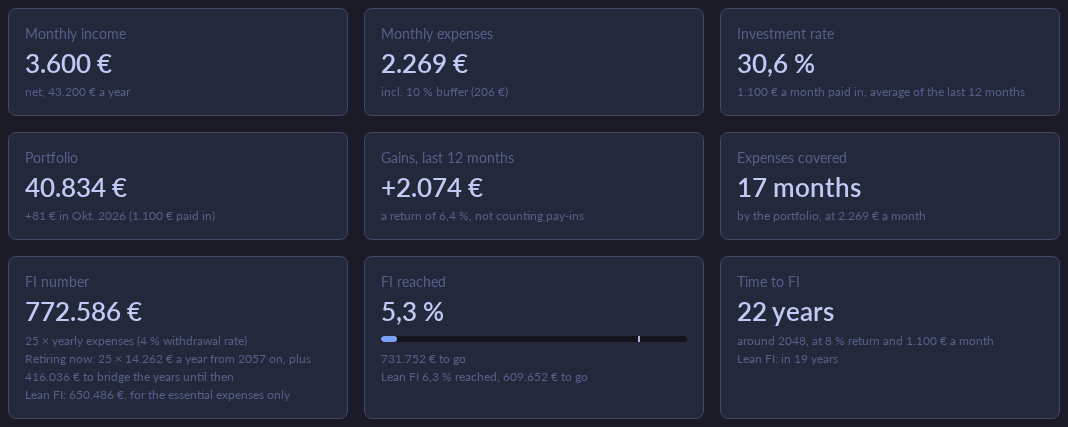 Monthly income
3.600 €
net, 43.200 € a year
Monthly expenses
2.269 €
incl. 10 % buffer (206 €)
Investment rate
30,6 %
1.100 € a month paid in, average of the last 12 months
Portfolio
40.834 €
+81 € in Okt. 2026 (1.100 € paid in)
Gains, last 12 months
+2.074 €
a return of 6,4 %, not counting pay-ins
Expenses covered
17 months
by the portfolio, at 2.269 € a month
FI number
772.586 €
25 × yearly expenses (4 % withdrawal rate)
Retiring now: 25 × 14.262 € a year from 2057 on, plus
416.036 € to bridge the years until then
Lean FI: 650.486 €, for the essential expenses only
FI reached
5,3 %
731.752 € to go
Lean FI 6,3 % reached, 609.652 € to go
Time to FI
22 years
around 2048, at 8 % return and 1.100 € a month
Lean FI: in 19 years